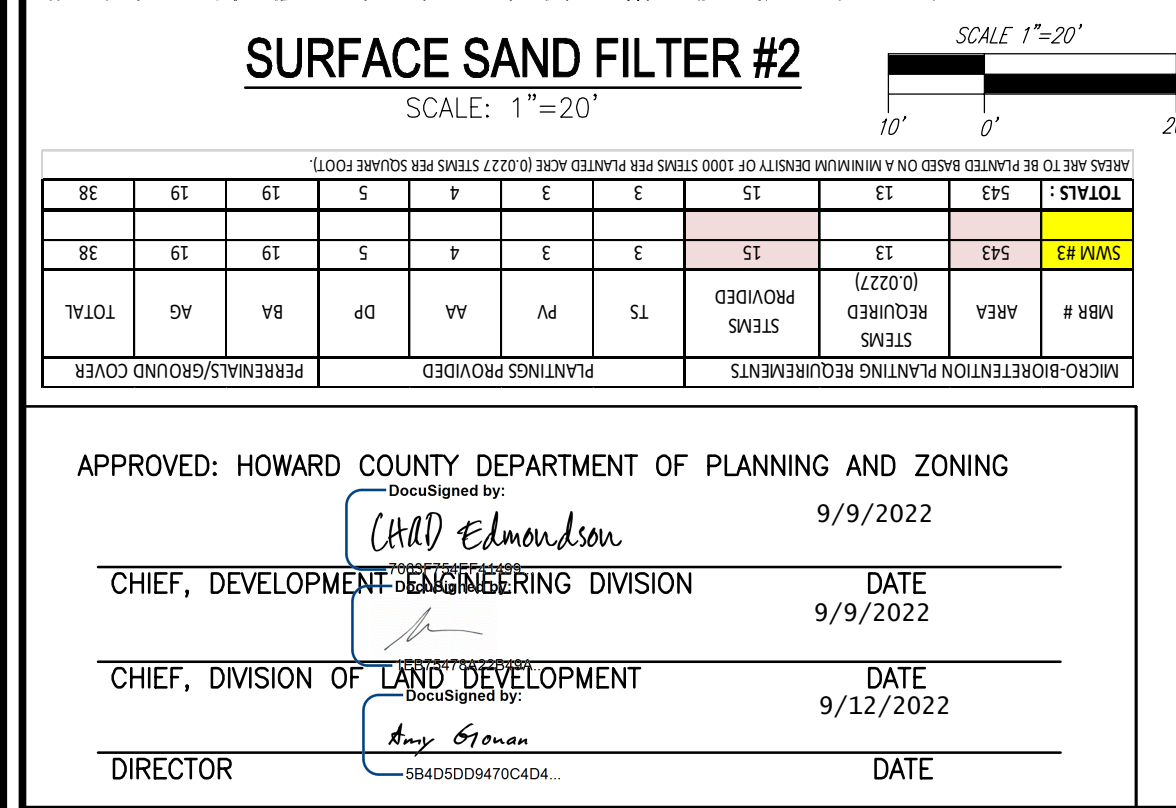 SURFACE SAND FILTER #2
SCALE: 1"=20'
SCALE 1"=20'
10' 0'
MICRO-BIORETENTION PLANTING REQUIREMENTS PLANTINGS PROVIDED PERRENIALS/GROUND COVER
MBR # AREA STEMS REQUIRED (0.0227) STEMS PROVIDED TS PV AA DP BA AG TOTAL
SWM #3 543 13 15 3 3 4 5 19 19 38
TOTALS : 543 13 15 3 3 4 5 19 19 38
AREAS ARE TO BE PLANTED BASED ON A MINIMUM DENSITY OF 1000 STEMS PER PLANTED ACRE (0.0227 STEMS PER SQUARE FOOT).
APPROVED: HOWARD COUNTY DEPARTMENT OF PLANNING AND ZONING
DocuSigned by:
CHAD Edmondson 9/9/2022
7063F754EF41499...
CHIEF, DEVELOPMENT ENGINEERING DIVISION DATE
DocuSigned by:
9/9/2022
1EB75478A22B49A...
CHIEF, DIVISION OF LAND DEVELOPMENT DATE
DocuSigned by:
9/12/2022
Amy Gonan
DIRECTOR 5B4D5DD9470C4D4... DATE